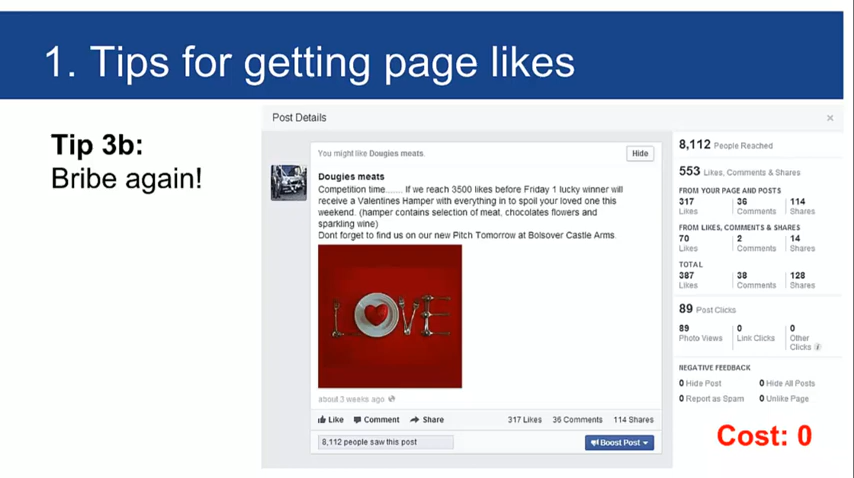 1. Tips for getting page likes
Tip 3b:
Bribe again!
Post Details
×
You might like Dougies meats.
Hide
Dougies meats
Competition time....... If we reach 3500 likes before Friday 1 lucky winner will
receive a Valentines Hamper with everything in to spoil your loved one this
weekend. (hamper contains selection of meat, chocolates flowers and
sparkling wine)
Dont forget to find us on our new Pitch Tomorrow at Bolsover Castle Arms.
LOVE
about 3 weeks ago
Like Comment Share 317 Likes 36 Comments 114 Shares
8,112 people saw this post
Boost Post
8,112 People Reached
553 Likes, Comments & Shares
FROM YOUR PAGE AND POSTS
317 36 114
Likes Comments Shares
FROM LIKES, COMMENTS & SHARES
70 2 14
Likes Comments Shares
TOTAL
387 38 128
Likes Comments Shares
89 Post Clicks
89 0 0
Photo Views Link Clicks Other
Clicks i
NEGATIVE FEEDBACK
0 Hide Post 0 Hide All Posts
0 Report as Spam 0 Unlike Page
Cost: 0